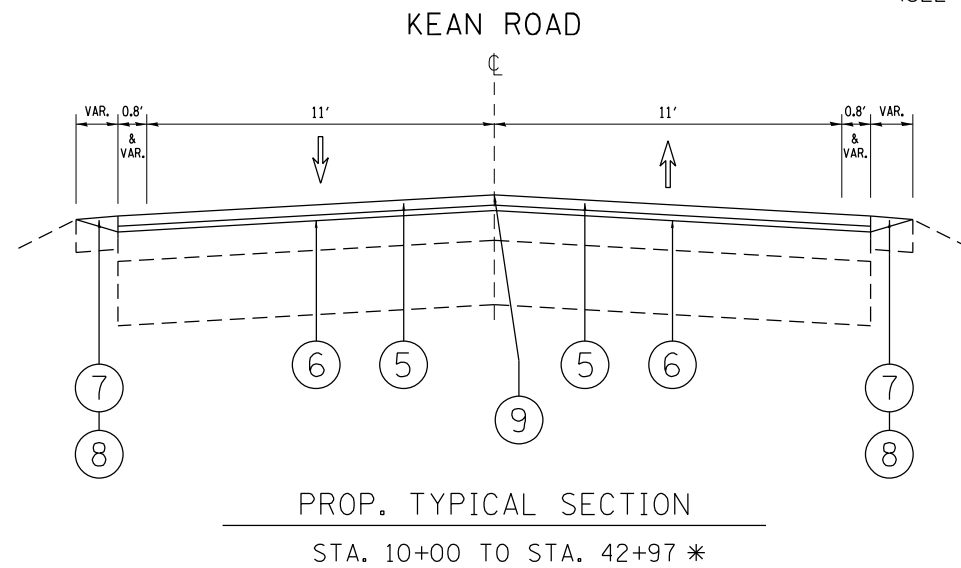 KEAN ROAD
℄
VAR. 0.8' 11' 11' 0.8' VAR.
& &
VAR. VAR.
6 5 5 6
7 7
9
8 8
PROP. TYPICAL SECTION
STA. 10+00 TO STA. 42+97 *